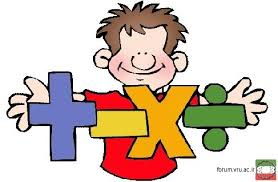 + - × ÷
forum.vru.ac.ir